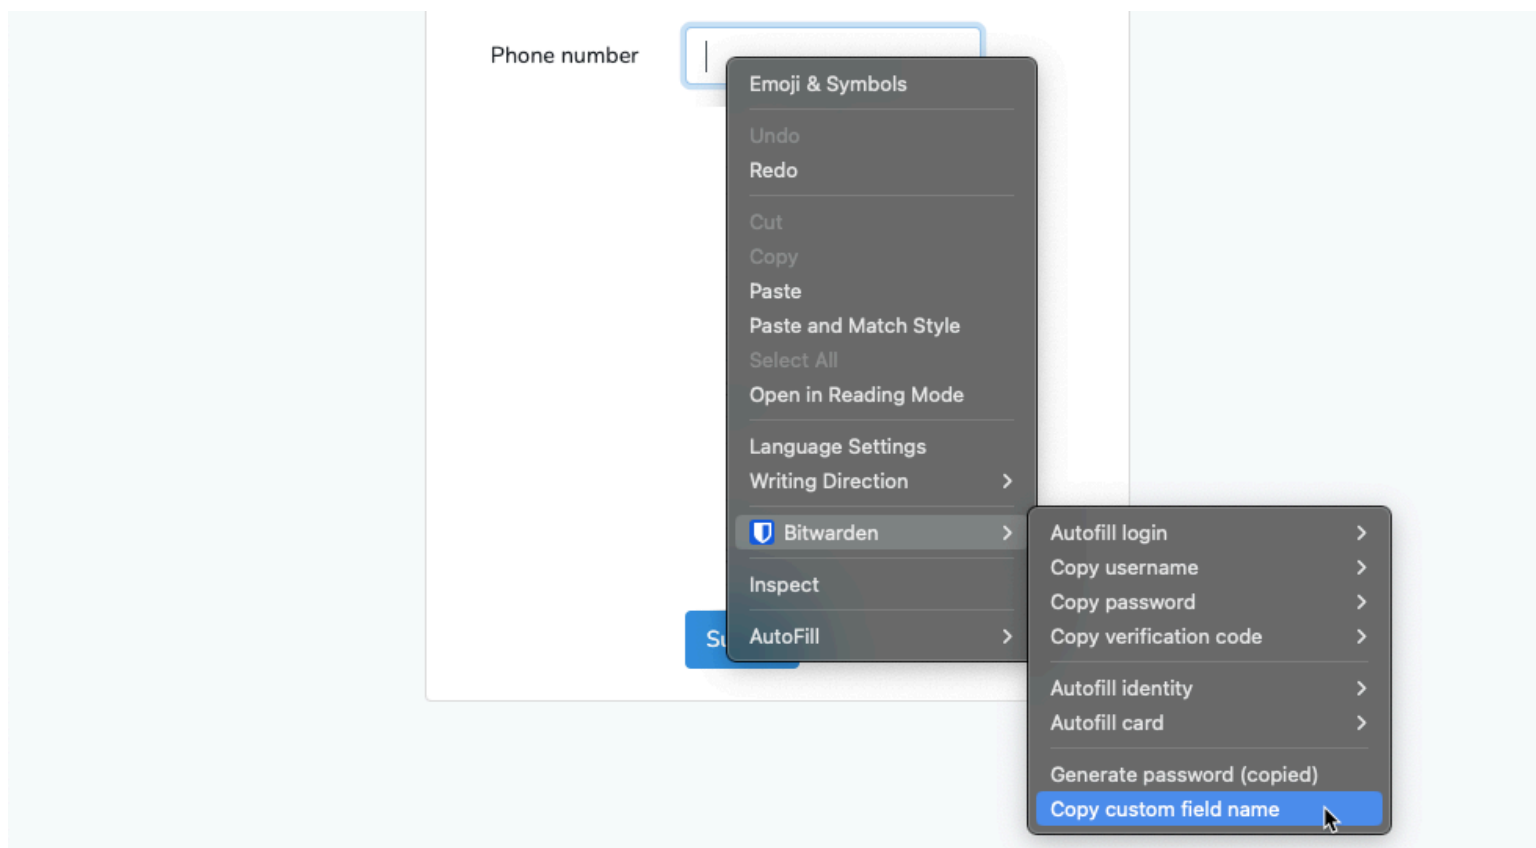 Phone number
Emoji & Symbols
Undo
Redo
Cut
Copy
Paste
Paste and Match Style
Select All
Open in Reading Mode
Language Settings
Writing Direction
Bitwarden
Inspect
AutoFill
Autofill login
Copy username
Copy password
Copy verification code
Autofill identity
Autofill card
Generate password (copied)
Copy custom field name